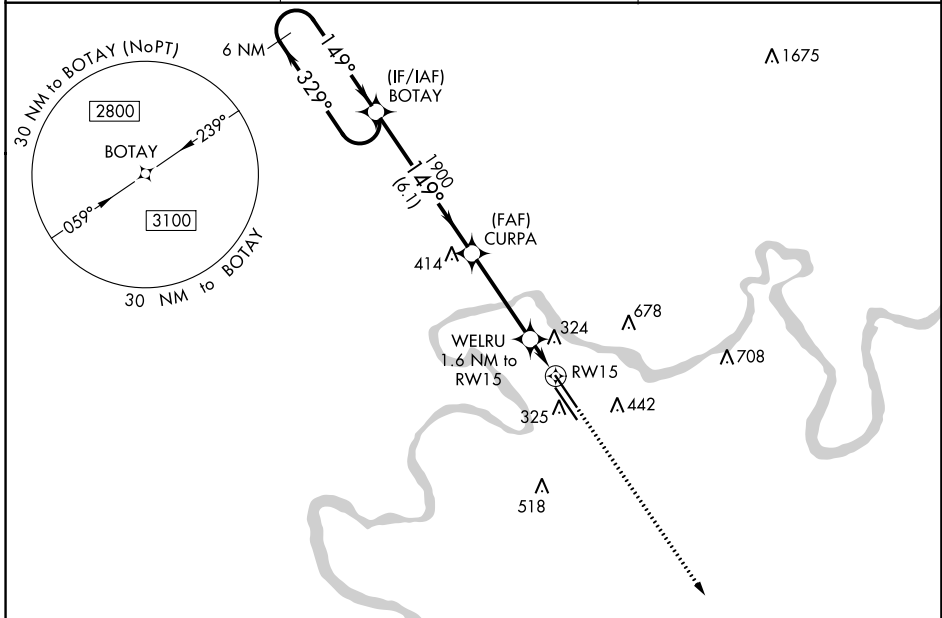 30 NM to BOTAY (NoPT)
2800
BOTAY
239°
059°
3100
30 NM to BOTAY
6 NM
149°
329°
(IF/IAF)
BOTAY
1675
1900
149°
(6.1)
(FAF)
CURPA
414
WELRU
1.6 NM to
RW15
324
678
708
RW15
325
442
518